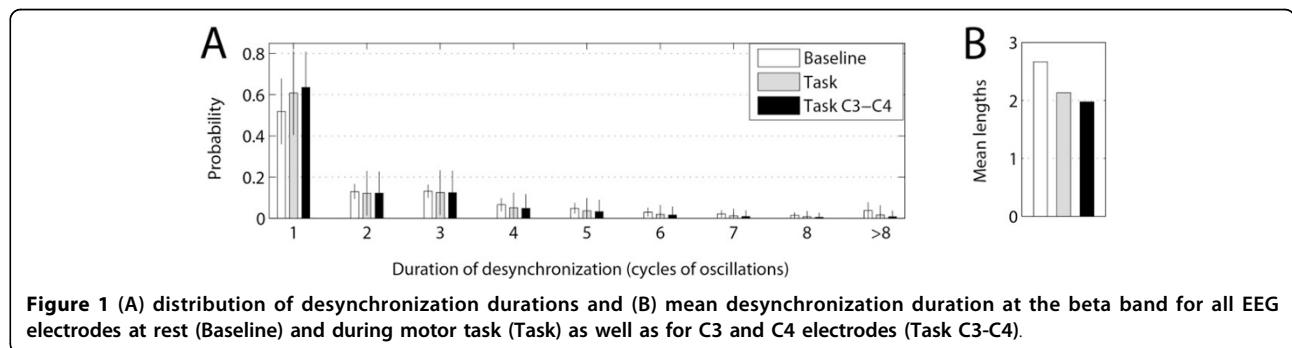 A
0.8
0.6
0.4
0.2
0
Probability
Baseline
Task
Task C3−C4
1 2 3 4 5 6 7 8 >8
Duration of desynchronization (cycles of oscillations)
B
3
2
1
0
Mean lengths
Figure 1 (A) distribution of desynchronization durations and (B) mean desynchronization duration at the beta band for all EEG
electrodes at rest (Baseline) and during motor task (Task) as well as for C3 and C4 electrodes (Task C3-C4).